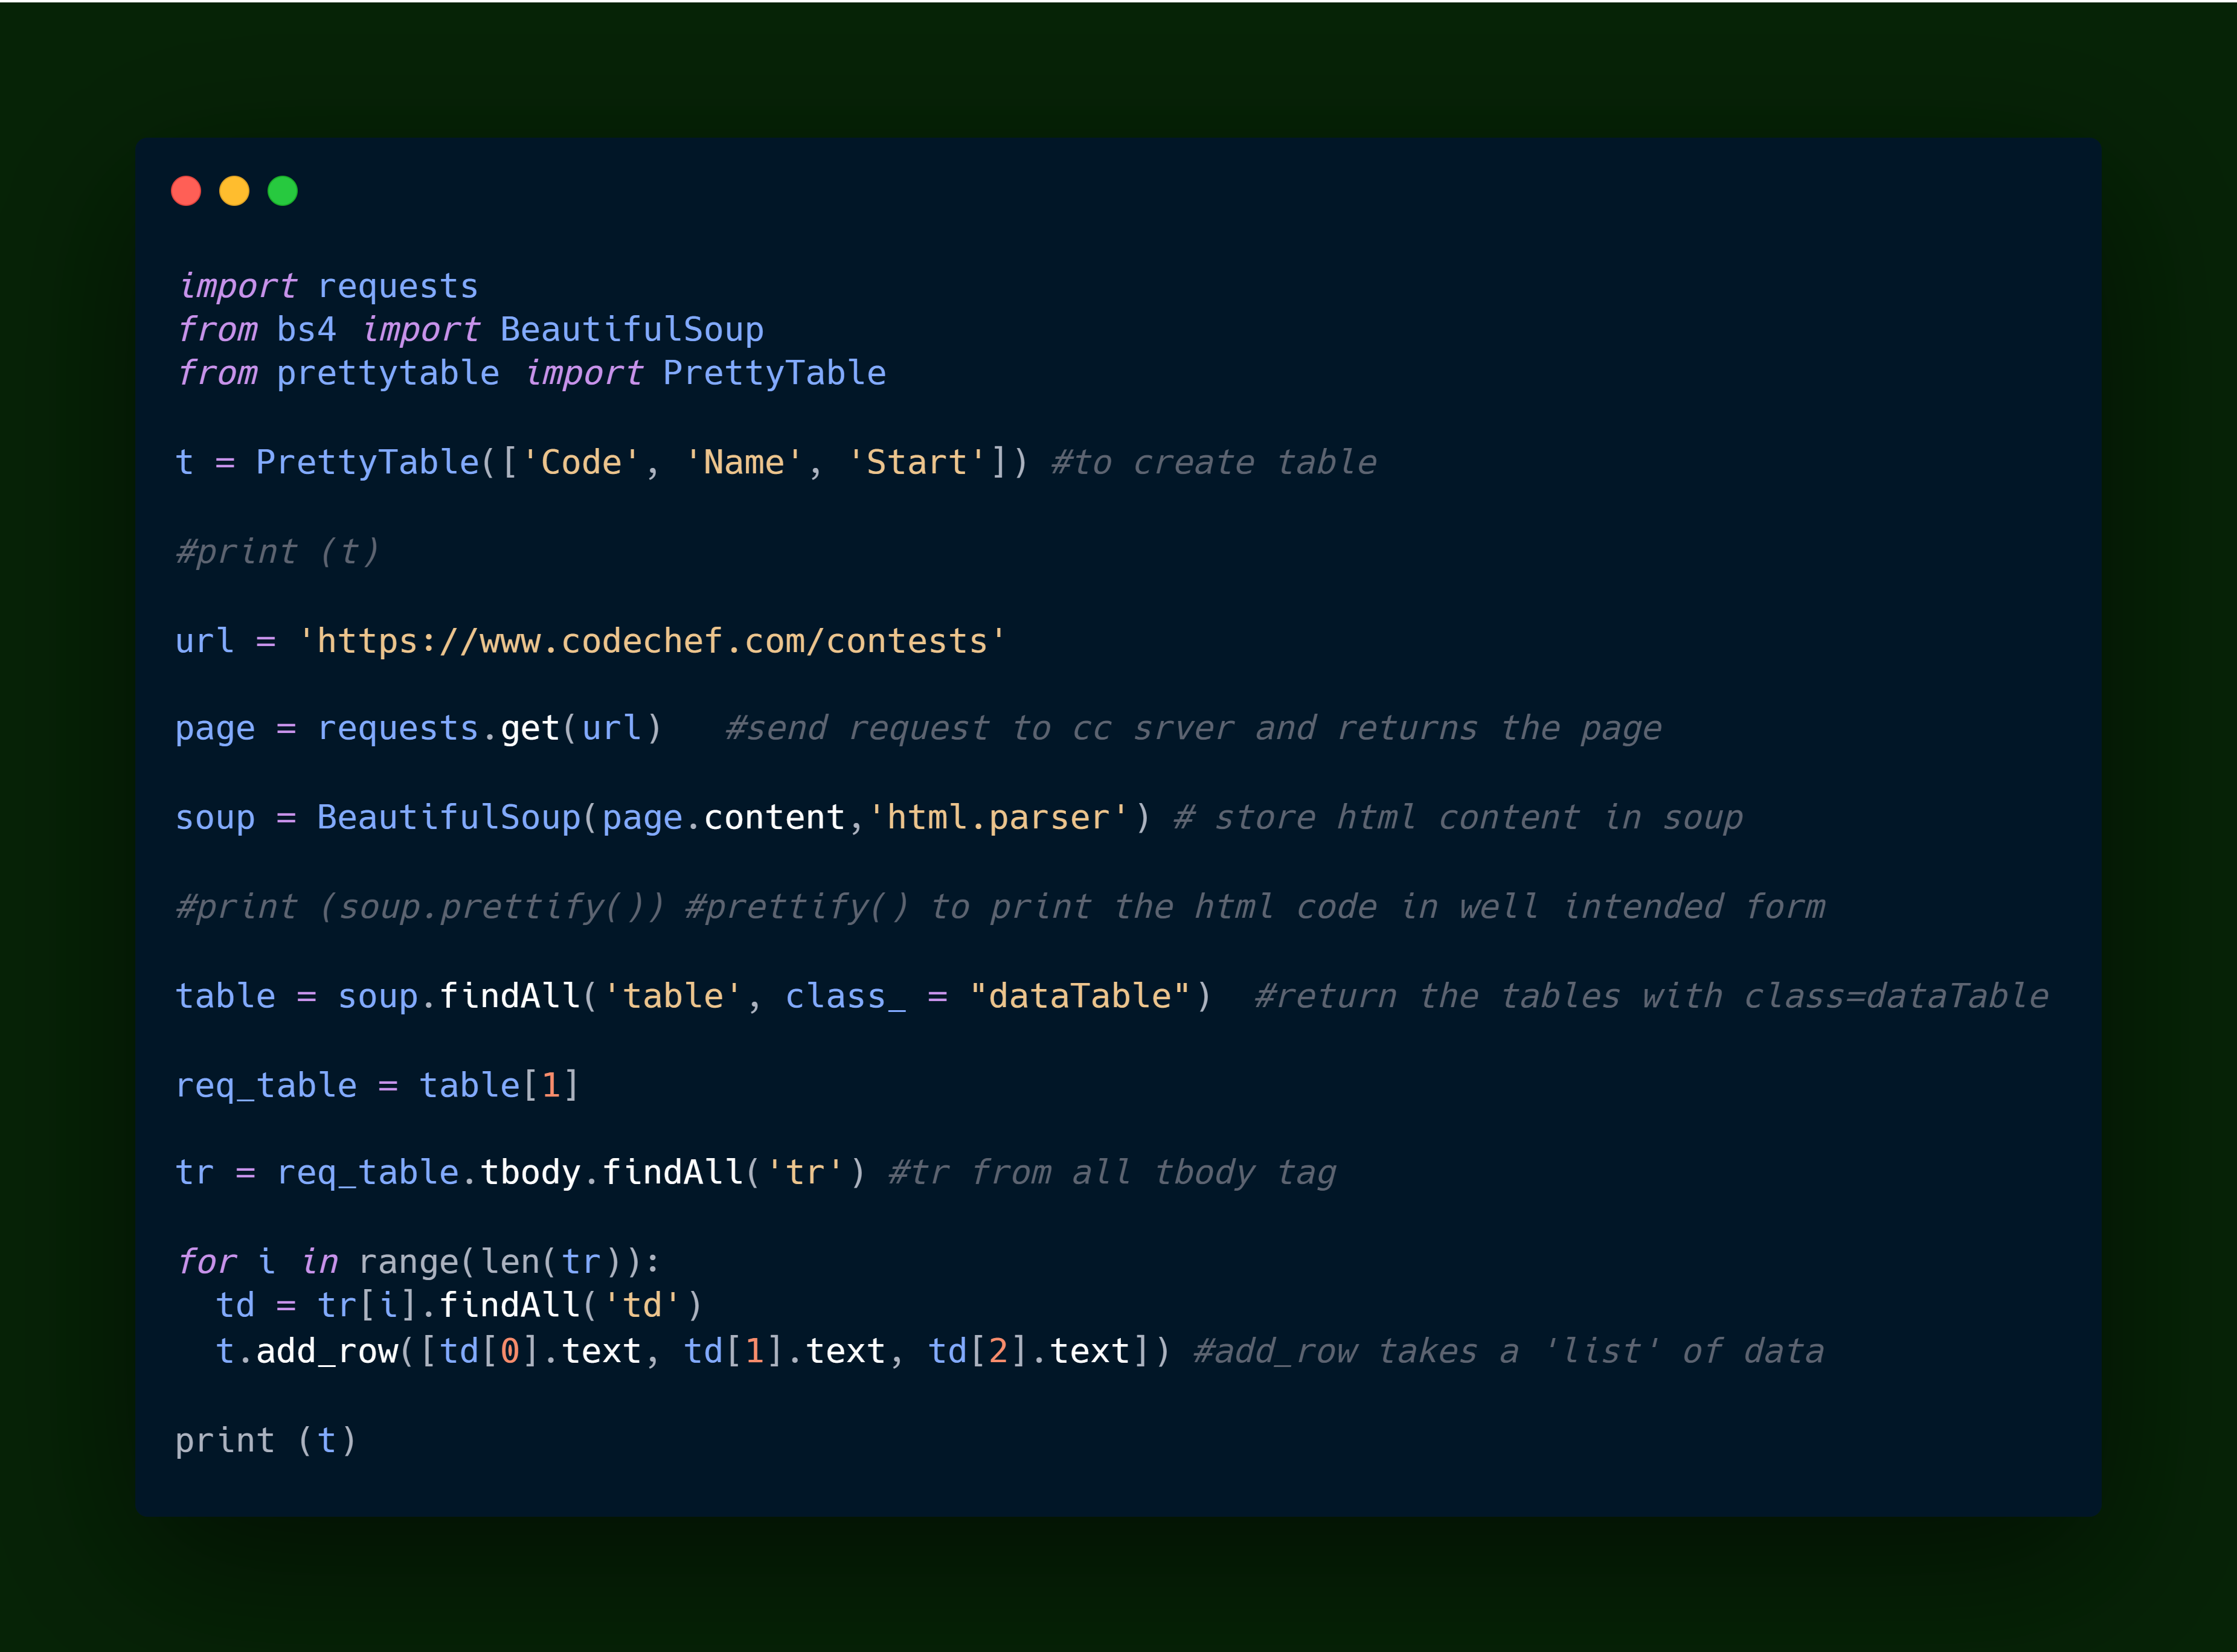 import requests
from bs4 import BeautifulSoup
from prettytable import PrettyTable
t = PrettyTable(['Code', 'Name', 'Start']) #to create table
#print (t)
url = 'https://www.codechef.com/contests'
page = requests.get(url)   #send request to cc srver and returns the page
soup = BeautifulSoup(page.content,'html.parser') # store html content in soup
#print (soup.prettify()) #prettify() to print the html code in well intended form
table = soup.findAll('table', class_ = "dataTable")  #return the tables with class=dataTable
req_table = table[1]
tr = req_table.tbody.findAll('tr') #tr from all tbody tag
for i in range(len(tr)):
  td = tr[i].findAll('td')
  t.add_row([td[0].text, td[1].text, td[2].text]) #add_row takes a 'list' of data
print (t)